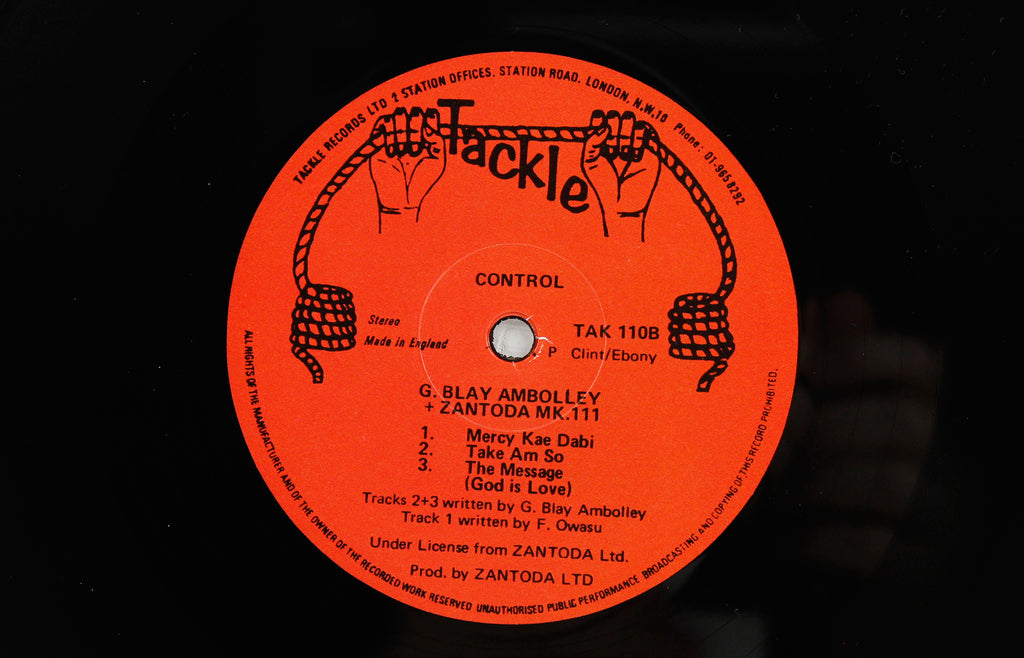 TACKLE RECORDS LTD 2 STATION OFFICES, STATION ROAD, LONDON, N.W.10 Phone: 01-965 8292
Tackle
CONTROL
Stereo
Made in England
TAK 110B
P Clint/Ebony
G. BLAY AMBOLLEY
+ ZANTODA MK.111
1. Mercy Kae Dabi
2. Take Am So
3. The Message
(God is Love)
Tracks 2+3 written by G. Blay Ambolley
Track 1 written by F. Owasu
Under License from ZANTODA Ltd.
Prod. by ZANTODA LTD
ALL RIGHTS OF THE MANUFACTURER AND OF THE OWNER OF THE RECORDED WORK RESERVED UNAUTHORISED PUBLIC PERFORMANCE BROADCASTING AND COPYING OF THIS RECORD PROHIBITED.